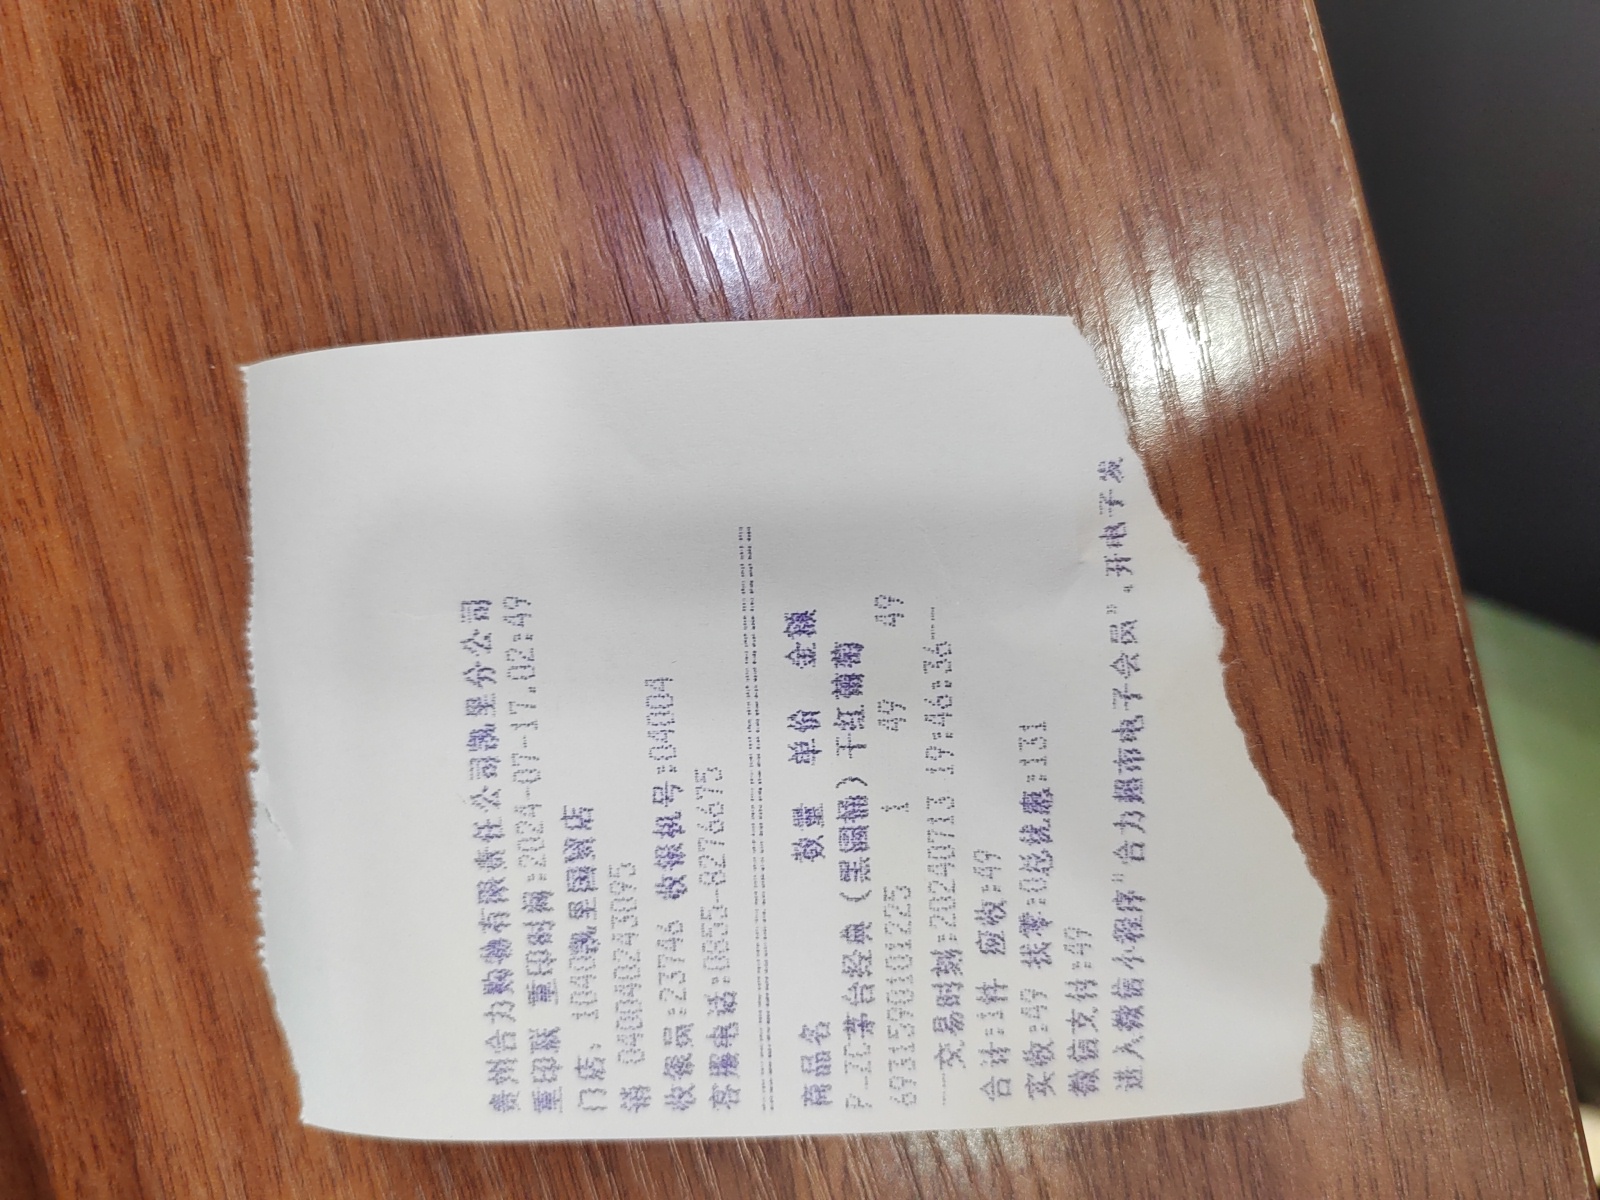 贵州合力购物有限责任公司凯里分公司
重印联 重印时间:2024-07-17.02:49
门店: 1040凯里国贸店
销 040040243095
收银员:23746 收银机号:04004
客服电话:0855-8276675
商品名 数量 单价 金额
P-ZC茅台经典（黑圆桶）干红葡萄
6931590101225 1 49 49
交易时刻:20240713 19:46:36
合计:1件 应收:49
实收:49 找零:0总优惠:131
微信支付:49
进入微信小程序"合力超市电子会员",开电子发